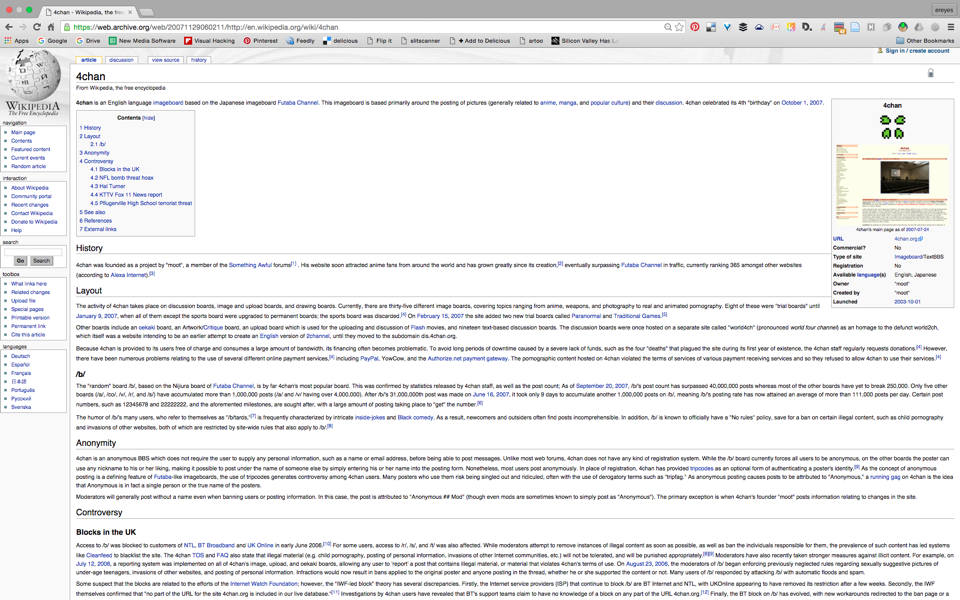 4chan - Wikipedia, the free
ereyes
https://web.archive.org/web/20071129060211/http://en.wikipedia.org/wiki/4chan
Apps Google Drive New Media Software Visual Hacking Pinterest Feedly delicious Flip it slitscanner + Add to Delicious artoo Silicon Valley Has Lo Other Bookmarks
Sign in / create account
article discussion view source history
4chan
From Wikipedia, the free encyclopedia
4chan is an English language imageboard based on the Japanese imageboard Futaba Channel. This imageboard is based primarily around the posting of pictures (generally related to anime, manga, and popular culture) and their discussion. 4chan celebrated its 4th "birthday" on October 1, 2007.
WIKIPEDIA
The Free Encyclopedia
navigation
Main page
Contents
Featured content
Current events
Random article
interaction
About Wikipedia
Community portal
Recent changes
Contact Wikipedia
Donate to Wikipedia
Help
search
Go Search
toolbox
What links here
Related changes
Upload file
Special pages
Printable version
Permanent link
Cite this article
languages
Deutsch
Español
Français
日本語
Português
Русский
Svenska
Contents [hide]
1 History
2 Layout
2.1 /b/
3 Anonymity
4 Controversy
4.1 Blocks in the UK
4.2 NFL bomb threat hoax
4.3 Hal Turner
4.4 KTTV Fox 11 News report
4.5 Pflugerville High School terrorist threat
5 See also
6 References
7 External links
4chan
4chan's main page as of 2007-07-24
URL 4chan.org
Commercial? No
Type of site Imageboard/TextBBS
Registration No
Available language(s) English, Japanese
Owner "moot"
Created by "moot"
Launched 2003-10-01
History
4chan was founded as a project by "moot", a member of the Something Awful forums[1] . His website soon attracted anime fans from around the world and has grown greatly since its creation,[2] eventually surpassing Futaba Channel in traffic, currently ranking 365 amongst other websites
(according to Alexa Internet).[3]
Layout
The activity of 4chan takes place on discussion boards, image and upload boards, and drawing boards. Currently, there are thirty-five different image boards, covering topics ranging from anime, weapons, and photography to real and animated pornography. Eight of these were "trial boards" until
January 9, 2007, when all of them except the sports board were upgraded to permanent boards; the sports board was discarded.[4] On February 15, 2007 the site added two new trial boards called Paranormal and Traditional Games.[5]
Other boards include an oekaki board, an Artwork/Critique board, an upload board which is used for the uploading and discussion of Flash movies, and nineteen text-based discussion boards. The discussion boards were once hosted on a separate site called "world4ch" (pronounced world four channel) as an homage to the defunct world2ch,
which itself was a website intending to be an earlier attempt to create an English version of 2channel, until they moved to the subdomain dis.4chan.org.
Because 4chan is provided to its users free of charge and consumes a large amount of bandwidth, its financing often becomes problematic. To avoid long periods of downtime caused by a severe lack of funds, such as the four "deaths" that plagued the site during its first year of existence, the 4chan staff regularly requests donations.[4] However,
there have been numerous problems relating to the use of several different online payment services,[4] including PayPal, YowCow, and the Authorize.net payment gateway. The pornographic content hosted on 4chan violated the terms of services of various payment receiving services and so they refused to allow 4chan to use their services.[4]
/b/
The "random" board /b/, based on the Nijiura board of Futaba Channel, is by far 4chan's most popular board. This was confirmed by statistics released by 4chan staff, as well as the post count; As of September 20, 2007, /b/'s post count has surpassed 40,000,000 posts whereas most of the other boards have yet to break 250,000. Only five other
boards (/a/, /co/, /v/, /r/, and /s/) have accumulated more than 1,000,000 posts (/a/ and /v/ having over 4,000,000). After /b/'s 31,000,000th post was made on June 16, 2007, it took only 9 days to accumulate another 1,000,000 posts on /b/, meaning /b/'s posting rate has now attained an average of more than 111,000 posts per day. Certain post
numbers, such as 12345678 and 22222222, and the aforementioned milestones, are sought after, with a large amount of boosting taking place to "get" the number.[6]
The humor of /b/'s many users, who refer to themselves as "/b/tards,"[7] is frequently characterized in intricate inside-jokes and Black comedy. As a result, newcomers and outsiders often find posts incomprehensible. In addition, /b/ is known to officially have a "No rules" policy, save for a ban on certain illegal content, such as child pornography
and invasions of other websites, both of which are restricted by site-wide rules that also apply to /b/.[8]
Anonymity
4chan is an anonymous BBS which does not require the user to supply any personal information, such as a name or email address, before being able to post messages. Unlike most web forums, 4chan does not have any kind of registration system. While the /b/ board currently forces all users to be anonymous, on the other boards the poster can
use any nickname to his or her liking, making it possible to post under the name of someone else by simply entering his or her name into the posting form. Nonetheless, most users post anonymously. In place of registration, 4chan has provided tripcodes as an optional form of authenticating a poster's identity.[9] As the concept of anonymous
posting is a defining feature of Futaba-like imageboards, the use of tripcodes generates controversy among 4chan users. Many posters who use them risk being singled out and ridiculed, often with the use of derogatory terms such as "tripfag." As anonymous posting causes posts to be attributed to "Anonymous," a running gag on 4chan is the idea
that Anonymous is in fact a single person or the true name of the posters.
Moderators will generally post without a name even when banning users or posting information. In this case, the post is attributed to "Anonymous ## Mod" (though even mods are sometimes known to simply post as "Anonymous"). The primary exception is when 4chan's founder "moot" posts information relating to changes in the site.
Controversy
Blocks in the UK
Access to /b/ was blocked to customers of NTL, BT Broadband and UK Online in early June 2006.[10] For some users, access to /r/, /s/, and /t/ was also affected. While moderators attempt to remove instances of illegal content as soon as possible, as well as ban the individuals responsible for them, the prevalence of such content has led systems
like Cleanfeed to blacklist the site. The 4chan TOS and FAQ also state that illegal material (e.g. child pornography, posting of personal information, invasions of other Internet communities, etc.) will not be tolerated, and will be punished appropriately.[8][9] Moderators have also recently taken stronger measures against illicit content. For example, on
July 12, 2006, a reporting system was implemented on all of 4chan's image, upload, and oekaki boards, allowing any user to 'report' a post that contains illegal material, or material that violates 4chan's terms of use. On August 23, 2006, the moderators of /b/ began enforcing previously neglected rules regarding sexually suggestive pictures of
under-age teenagers, invasions of other websites, and posting of personal information. Infractions would now result in bans applied to the original poster and any person posting in the thread, whether he or she supported the content or not. Many users of /b/ responded by attacking /b/ with automatic floods and spam.
Some suspect that the blocks are related to the efforts of the Internet Watch Foundation; however, the "IWF-led block" theory has several discrepancies. Firstly, the Internet service providers (ISP) that continue to block /b/ are BT Internet and NTL, with UKOnline appearing to have removed its restriction after a few weeks. Secondly, the IWF
themselves confirmed that "no part of the URL for the site 4chan.org is included in our live database."[11] investigations by 4chan users have revealed that BT's support teams claim to have no knowledge of a block on any part of the URL 4chan.org.[12] Finally, the BT block on /b/ has evolved, with new workarounds redirected to the ban page or a